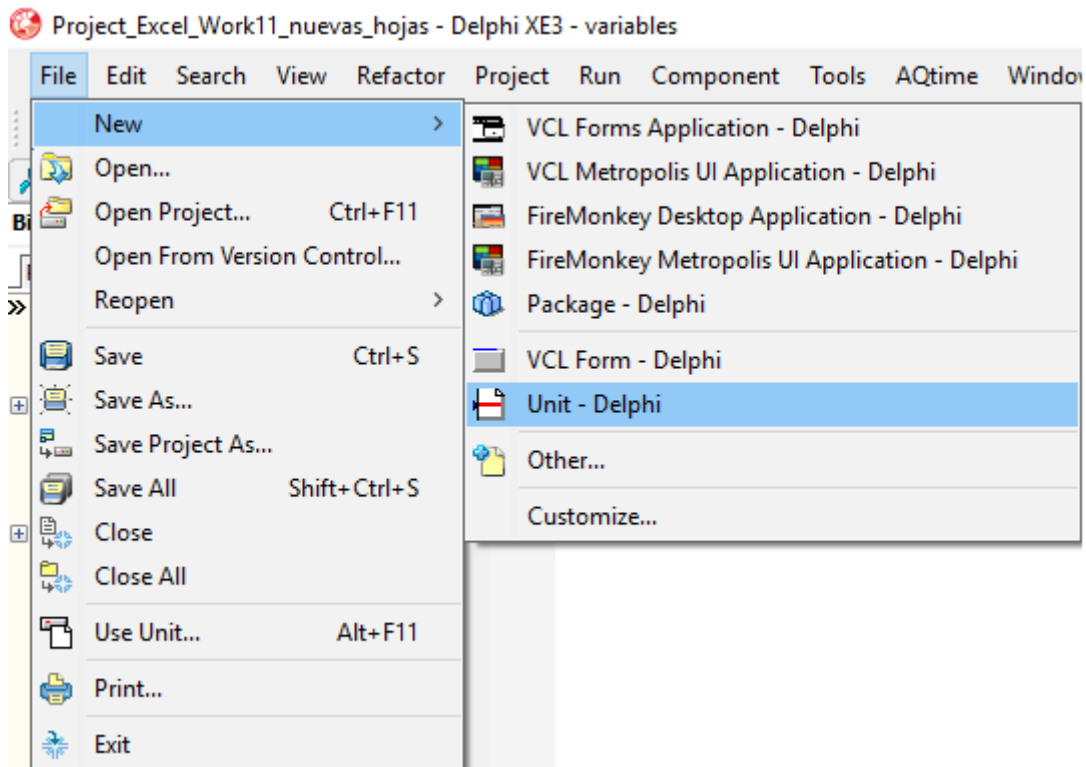 Project_Excel_Work11_nuevas_hojas - Delphi XE3 - variables
File Edit Search View Refactor Project Run Component Tools AQtime Windo
New
Open...
Open Project... Ctrl+F11
Open From Version Control...
Reopen
Save Ctrl+S
Save As...
Save Project As...
Save All Shift+Ctrl+S
Close
Close All
Use Unit... Alt+F11
Print...
Exit
VCL Forms Application - Delphi
VCL Metropolis UI Application - Delphi
FireMonkey Desktop Application - Delphi
FireMonkey Metropolis UI Application - Delphi
Package - Delphi
VCL Form - Delphi
Unit - Delphi
Other...
Customize...
Bi